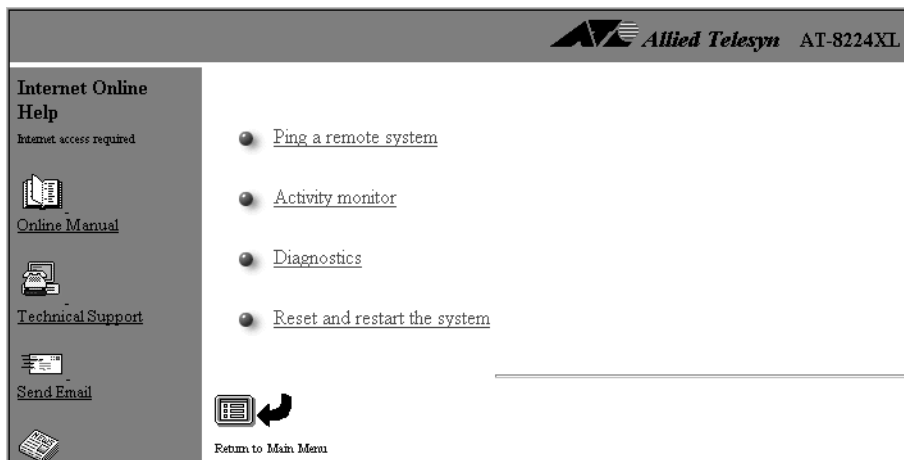 Allied Telesyn AT-8224XL
Internet Online
Help
Internet access required
Online Manual
Technical Support
Send Email
NEWS
Ping a remote system
Activity monitor
Diagnostics
Reset and restart the system
Return to Main Menu